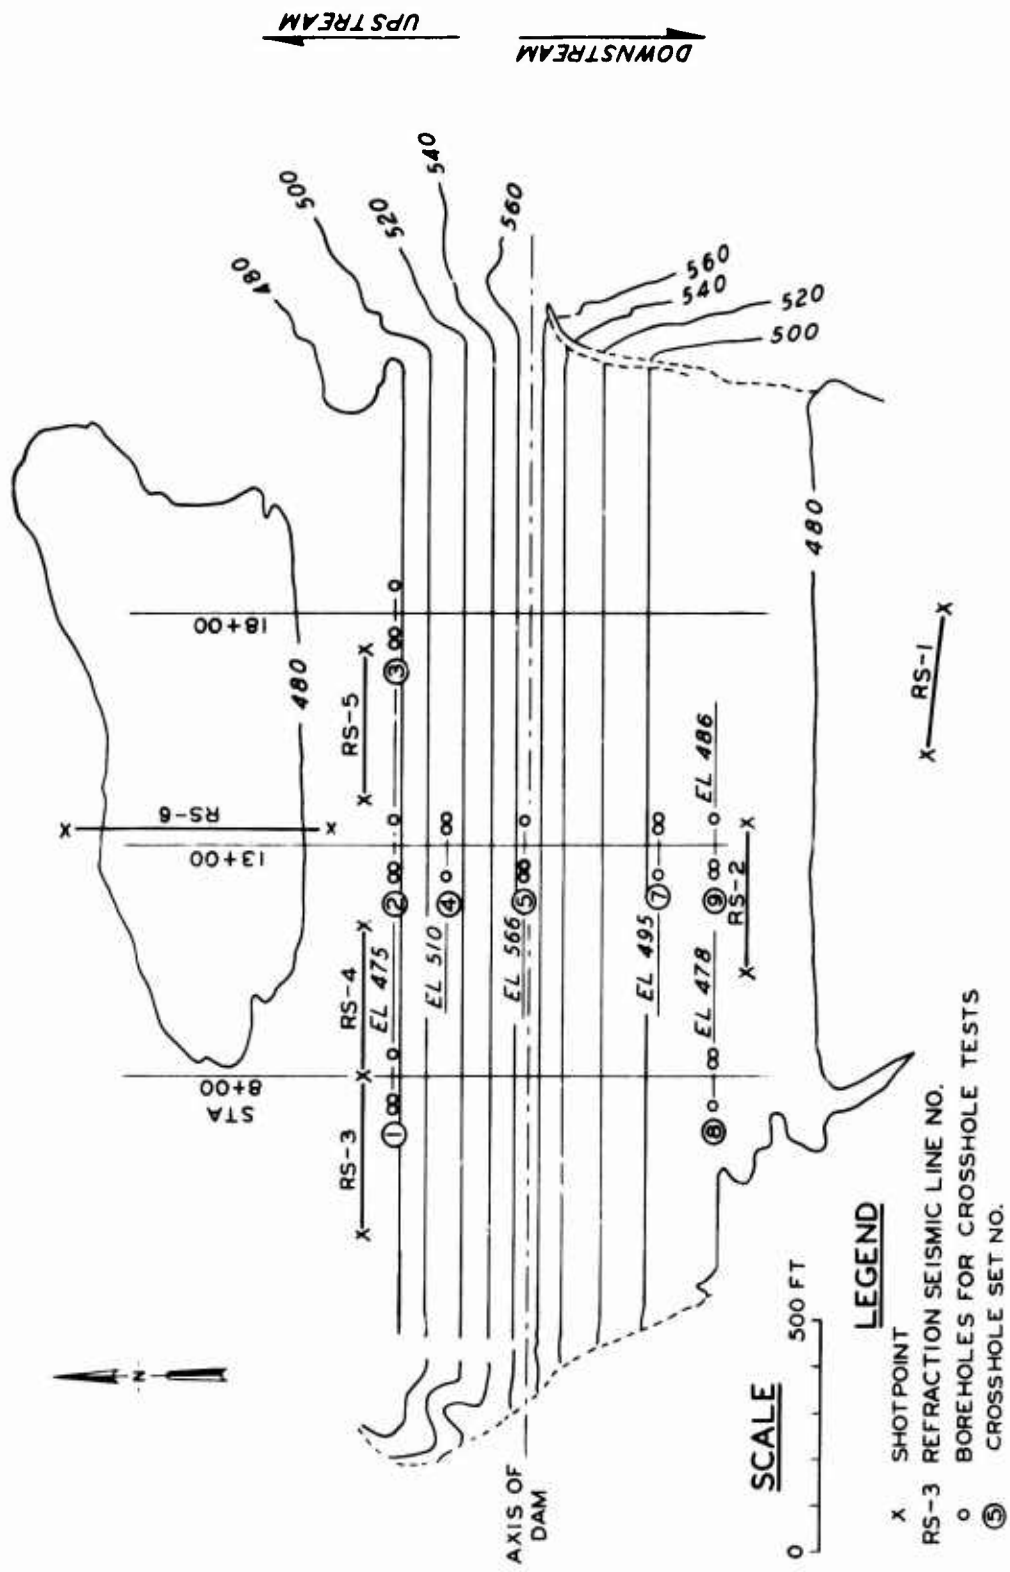 UPSTREAM
DOWNSTREAM
480
500
520
540
560
560
540
520
500
480
480
18+00
13+00
STA
8+00
RS-6
RS-5
RS-4
RS-3
EL 475
EL 510
EL 566
EL 495
EL 478
EL 486
RS-2
RS-1
1
2
3
4
5
7
8
9
N
AXIS OF
DAM
SCALE
0 500 FT
LEGEND
X SHOTPOINT
RS-3 REFRACTION SEISMIC LINE NO.
O BOREHOLES FOR CROSSHOLE TESTS
5 CROSSHOLE SET NO.